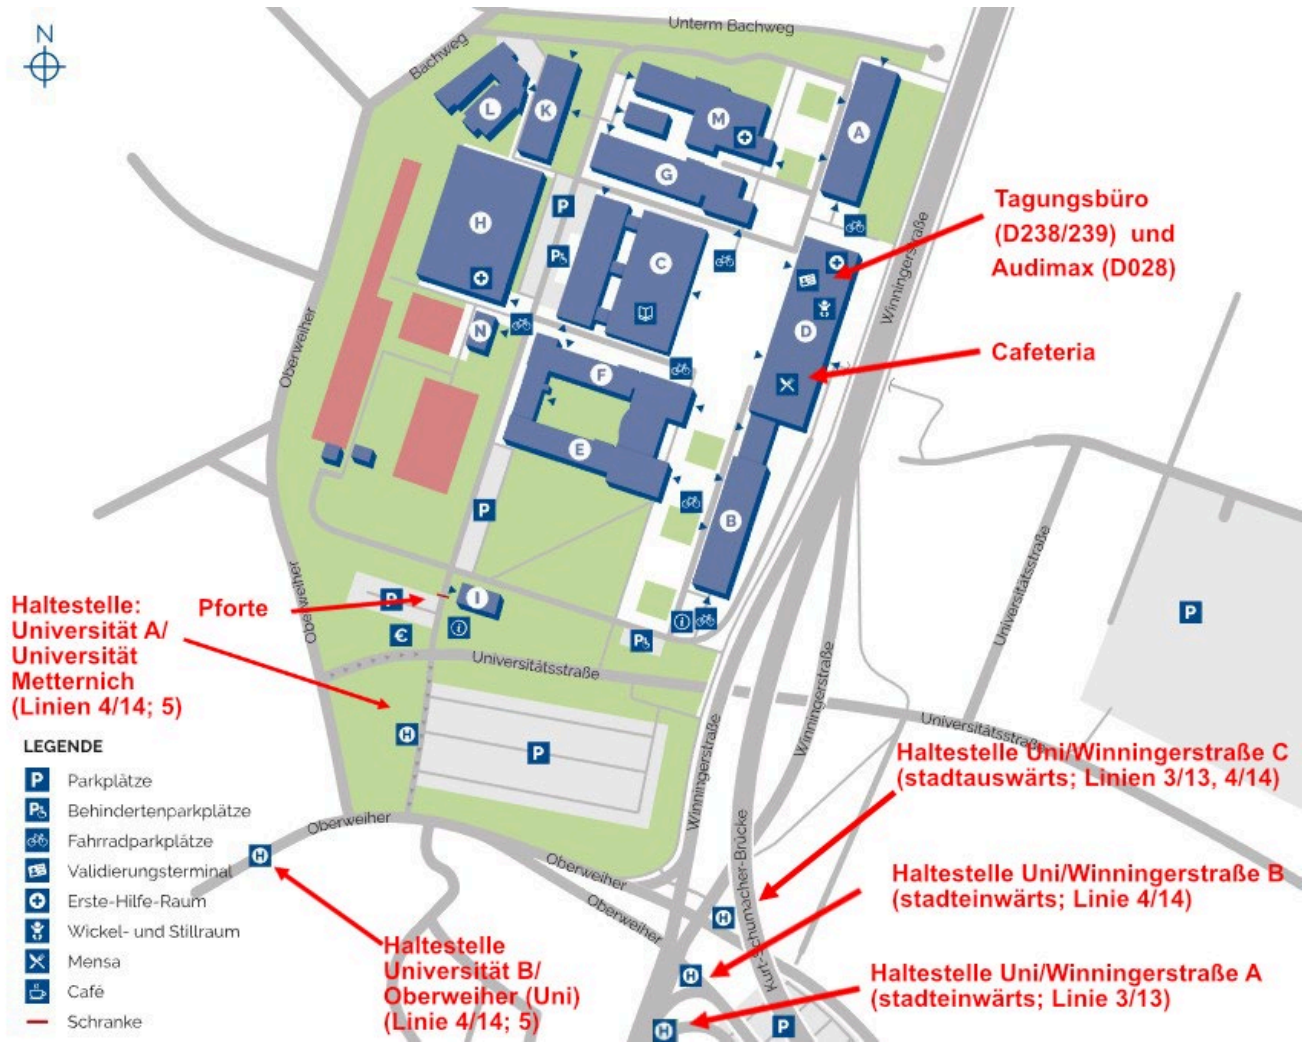 N
Unterm Bachweg
Bachweg
L
K
M
A
G
Winningerstraße
Tagungsbüro
(D238/239) und
Audimax (D028)
P
H
C
P
D
N
Oberweiher
Cafeteria
F
E
P
B
Universitätsstraße
Oberweiher
Haltestelle:
Universität A/
Universität
Metternich
(Linien 4/14; 5)
Pforte
P
I
P
€
i
i
P
Universitätsstraße
Winningerstraße
Universitätsstraße
H
P
Winningerstraße
Haltestelle Uni/Winningerstraße C
(stadtauswärts; Linien 3/13, 4/14)
LEGENDE
P Parkplätze
P Behindertenparkplätze
Fahrradparkplätze
Validierungsterminal
Erste-Hilfe-Raum
Wickel- und Stillraum
Mensa
Café
Schranke
Oberweiher
H
Oberweiher
Oberweiher
Kurt-Schumacher-Brücke
Haltestelle Uni/Winningerstraße B
(stadteinwärts; Linie 4/14)
H
H
Haltestelle
Universität B/
Oberweiher (Uni)
(Linie 4/14; 5)
Haltestelle Uni/Winningerstraße A
(stadteinwärts; Linie 3/13)
H
P